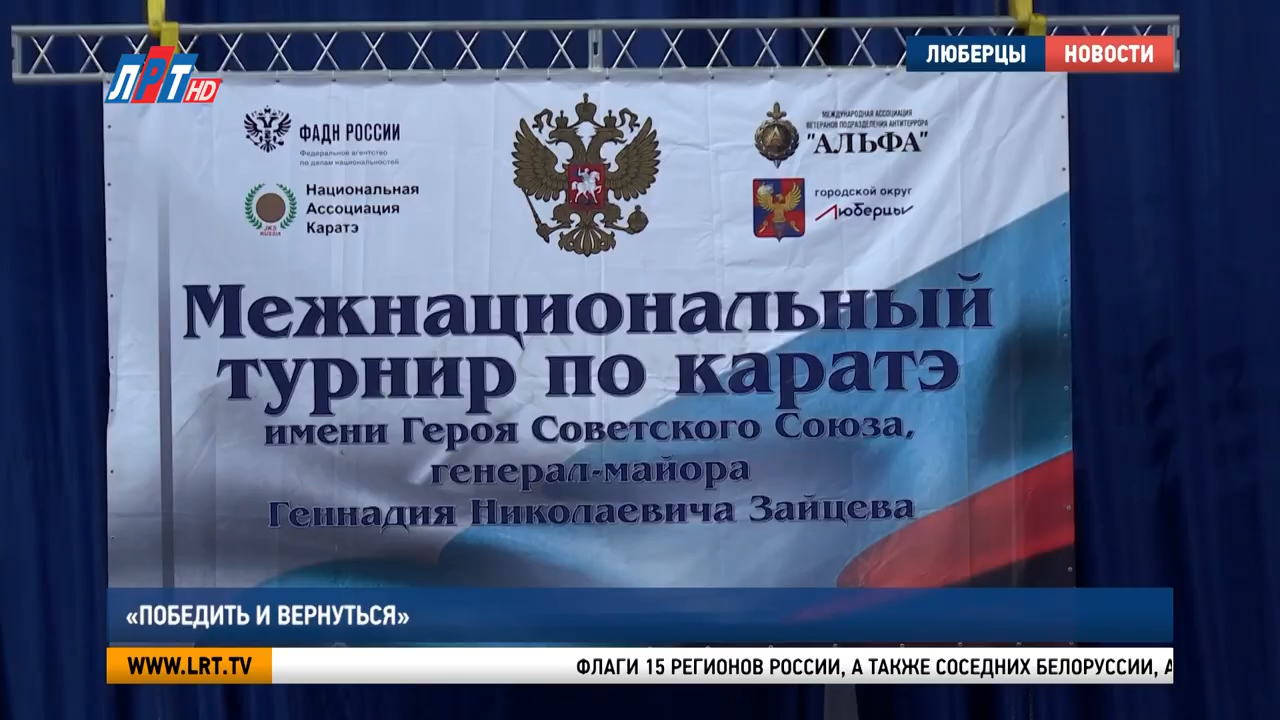 ЛРТ HD
ЛЮБЕРЦЫ НОВОСТИ
ФАДН РОССИИ
Федеральное агентство
по делам национальностей
Национальная
Ассоциация
Каратэ
JKS
RUSSIA
МЕЖДУНАРОДНАЯ АССОЦИАЦИЯ
ВЕТЕРАНОВ ПОДРАЗДЕЛЕНИЯ АНТИТЕРРОРА
"АЛЬФА"
ГОРОДСКОЙ ОКРУГ
Люберцы
Межнациональный
турнир по каратэ
имени Героя Советского Союза,
генерал-майора
Геннадия Николаевича Зайцева
«ПОБЕДИТЬ И ВЕРНУТЬСЯ»
WWW.LRT.TV
ФЛАГИ 15 РЕГИОНОВ РОССИИ, А ТАКЖЕ СОСЕДНИХ БЕЛОРУССИИ, А